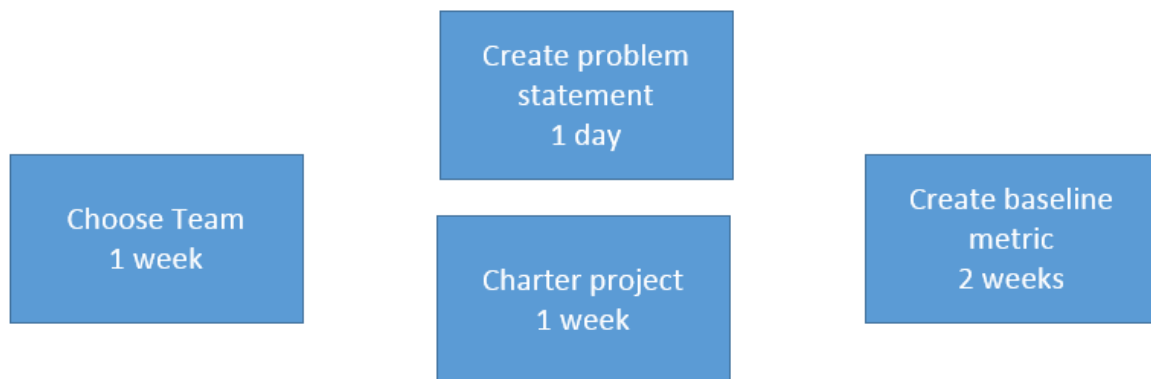 Choose Team
1 week
Create problem
statement
1 day
Charter project
1 week
Create baseline
metric
2 weeks